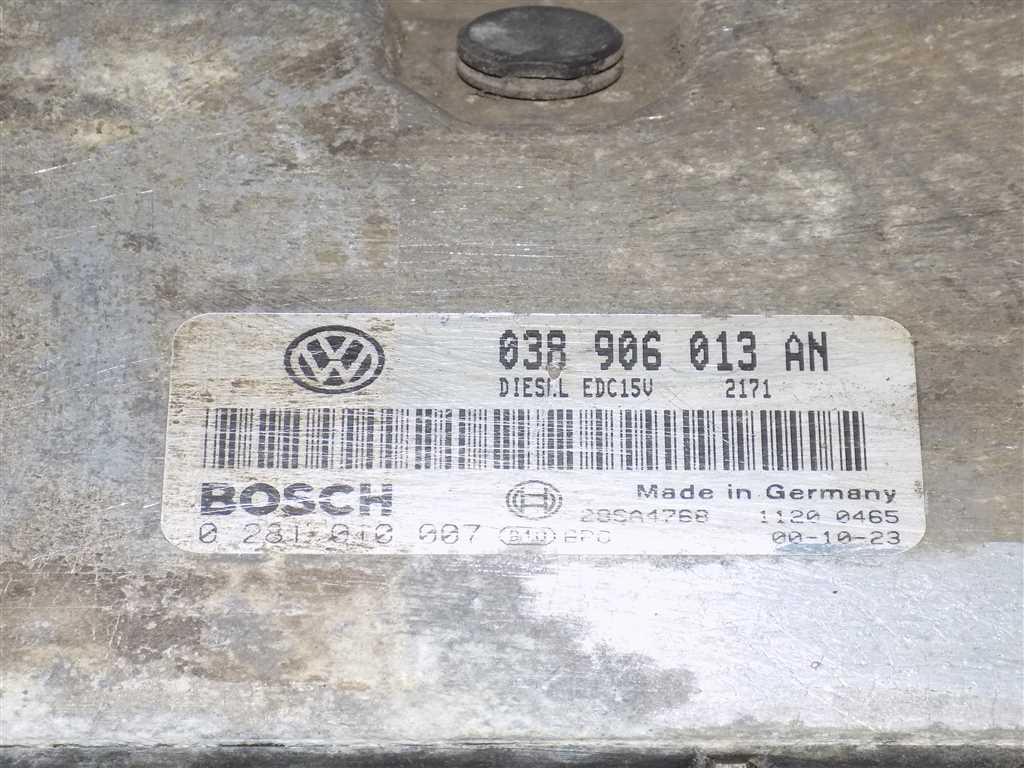 038 906 013 AN
DIESEL EDC15V 2171
BOSCH
Made in Germany
28SA4768 1120 0465
0 281 010 007 00-10-23